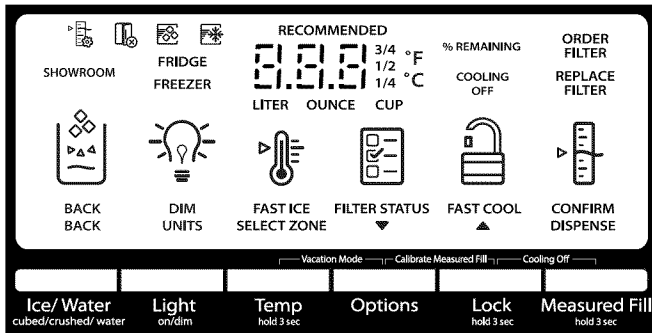 RECOMMENDED
SHOWROOM
FRIDGE
FREEZER
8.8.8
3/4
1/2
1/4
°F
°C
LITER OUNCE CUP
% REMAINING
COOLING
OFF
ORDER
FILTER
REPLACE
FILTER
BACK
BACK
DIM
UNITS
FAST ICE
SELECT ZONE
FILTER STATUS
FAST COOL
CONFIRM
DISPENSE
Vacation Mode
Calibrate Measured Fill
Cooling Off
Ice/ Water
cubed/crushed/ water
Light
on/dim
Temp
hold 3 sec
Options
Lock
hold 3 sec
Measured Fill
hold 3 sec